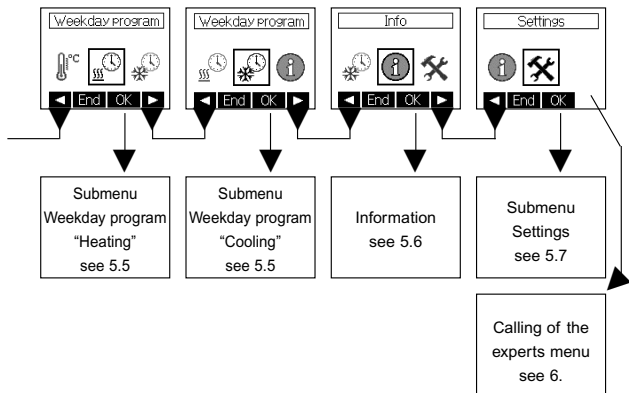 Weekday program
Weekday program
Info
Settings
°C
End OK
End OK
End OK
End OK
Submenu
Weekday program
“Heating”
see 5.5
Submenu
Weekday program
“Cooling”
see 5.5
Information
see 5.6
Submenu
Settings
see 5.7
Calling of the
experts menu
see 6.